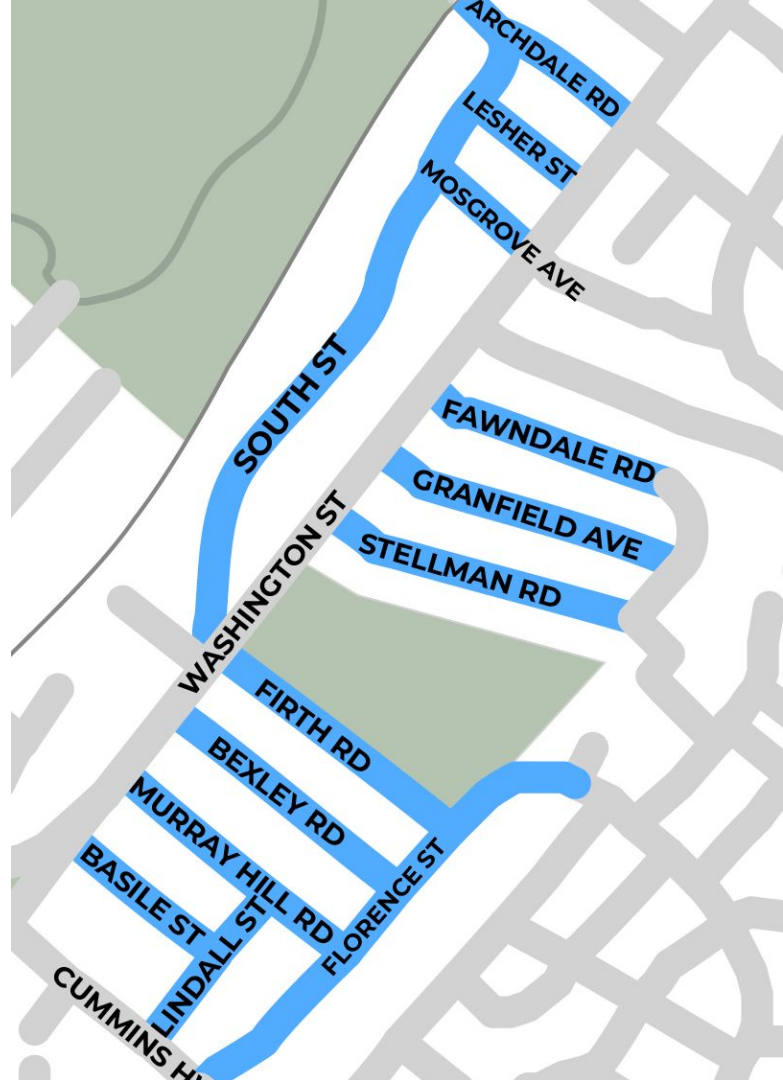 ARCHDALE RD
LESHER ST
MOSGROVE AVE
SOUTH ST
FAWNDALE RD
GRANFIELD AVE
STELLMAN RD
WASHINGTON ST
FIRTH RD
BEXLEY RD
MURRAY HILL RD
BASILE ST
LINDALL ST
FLORENCE ST
CUMMINS